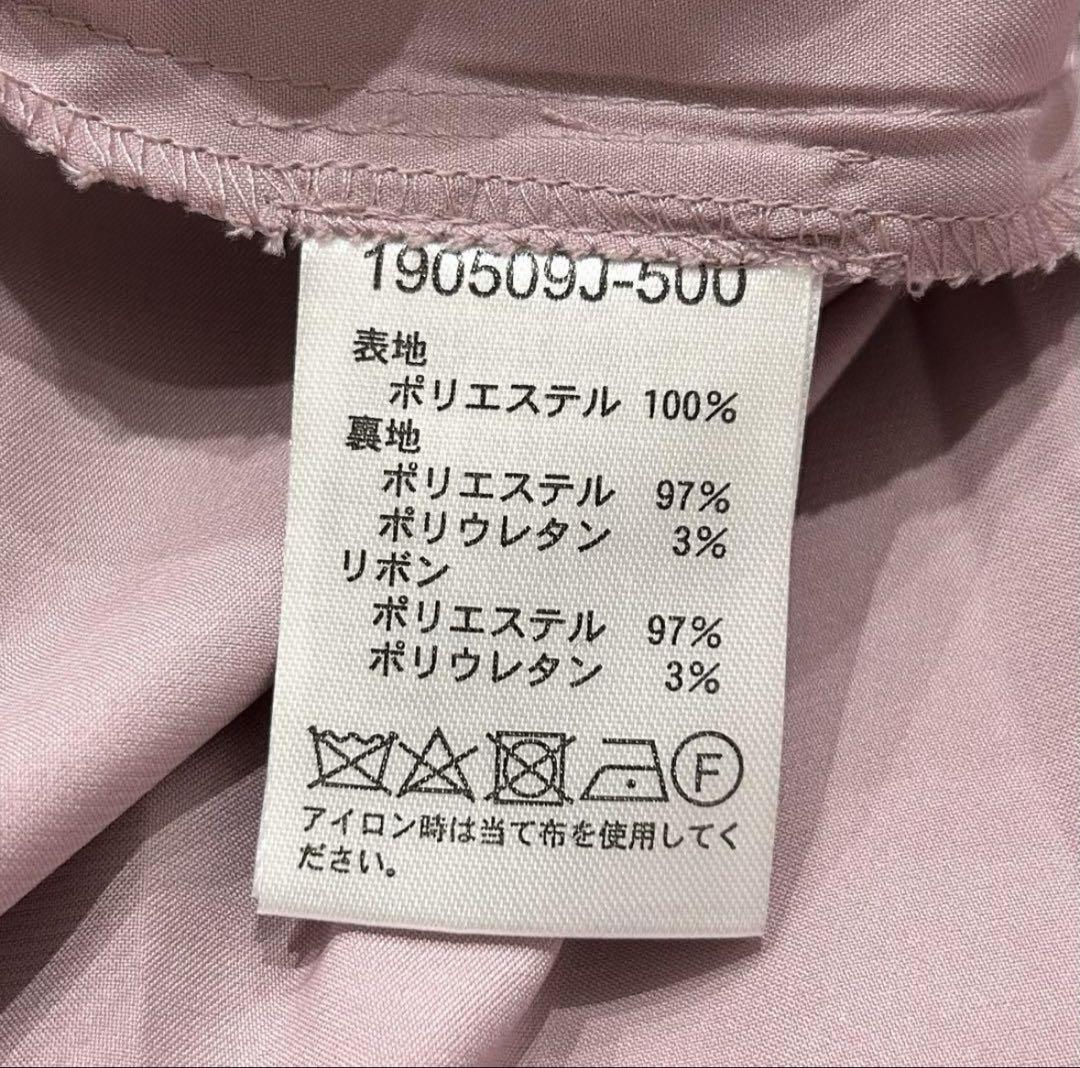 190509J-500
表地
ポリエステル 100%
裏地
ポリエステル 97%
ポリウレタン 3%
リボン
ポリエステル 97%
ポリウレタン 3%
F
アイロン時は当て布を使用してく
ださい。